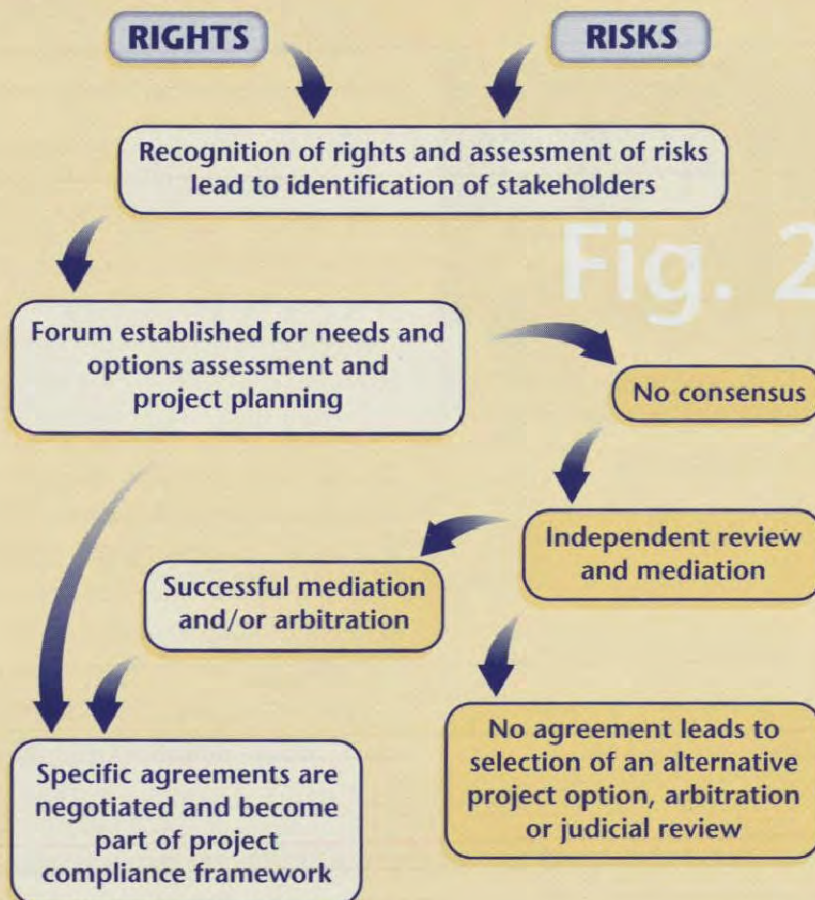 RIGHTS
RISKS
Recognition of rights and assessment of risks
lead to identification of stakeholders
Fig. 2
Forum established for needs and
options assessment and
project planning
No consensus
Independent review
and mediation
Successful mediation
and/or arbitration
No agreement leads to
selection of an alternative
project option, arbitration
or judicial review
Specific agreements are
negotiated and become
part of project
compliance framework